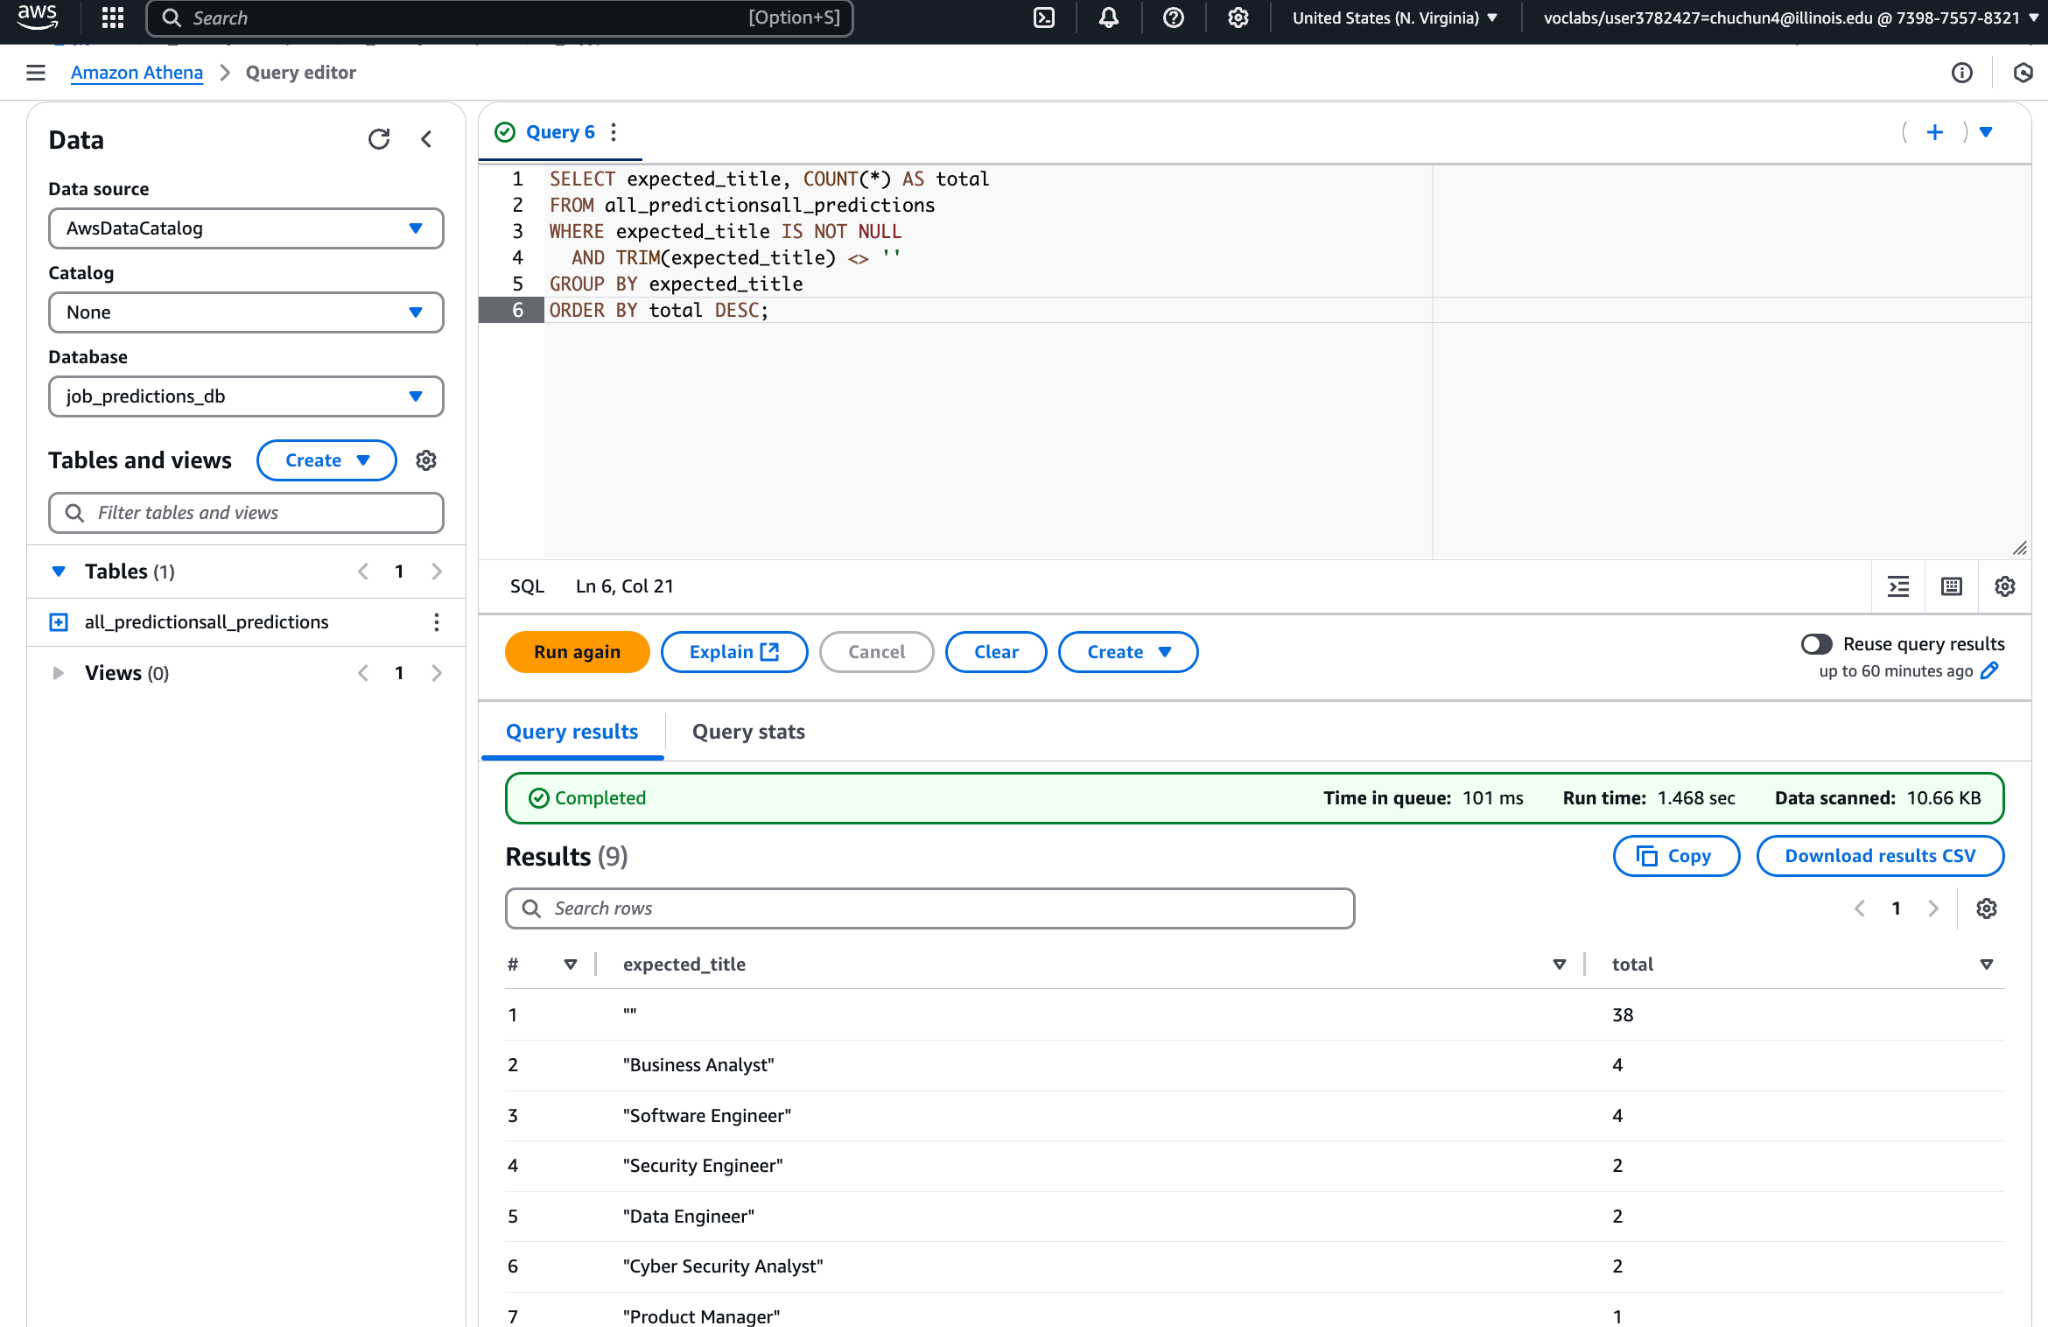 aws
Search
[Option+S]
United States (N. Virginia)
voclabs/user3782427=chuchun4@illinois.edu @ 7398-7557-8321
Amazon Athena
Query editor
Data
Data source
AwsDataCatalog
Catalog
None
Database
job_predictions_db
Tables and views
Create
Filter tables and views
Tables (1)
1
all_predictionsall_predictions
Views (0)
1
Query 6
1 SELECT expected_title, COUNT(*) AS total
2 FROM all_predictionsall_predictions
3 WHERE expected_title IS NOT NULL
4 AND TRIM(expected_title) <> ''
5 GROUP BY expected_title
6 ORDER BY total DESC;
SQL
Ln 6, Col 21
Run again
Explain
Cancel
Clear
Create
Reuse query results
up to 60 minutes ago
Query results
Query stats
Completed
Time in queue: 101 ms
Run time: 1.468 sec
Data scanned: 10.66 KB
Results (9)
Copy
Download results CSV
Search rows
1
# expected_title total
1 "" 38
2 "Business Analyst" 4
3 "Software Engineer" 4
4 "Security Engineer" 2
5 "Data Engineer" 2
6 "Cyber Security Analyst" 2
7 "Product Manager" 1